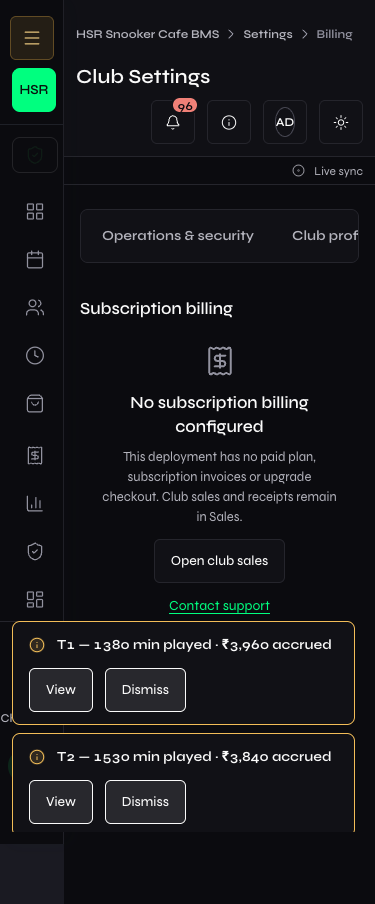 HSR Snooker Cafe BMS > Settings > Billing
HSR
Club Settings
96
AD
Live sync
Operations & security Club prof
Subscription billing
No subscription billing
configured
This deployment has no paid plan,
subscription invoices or upgrade
checkout. Club sales and receipts remain
in Sales.
Open club sales
Contact support
T1 — 1380 min played · ₹3,960 accrued
View Dismiss
T2 — 1530 min played · ₹3,840 accrued
View Dismiss